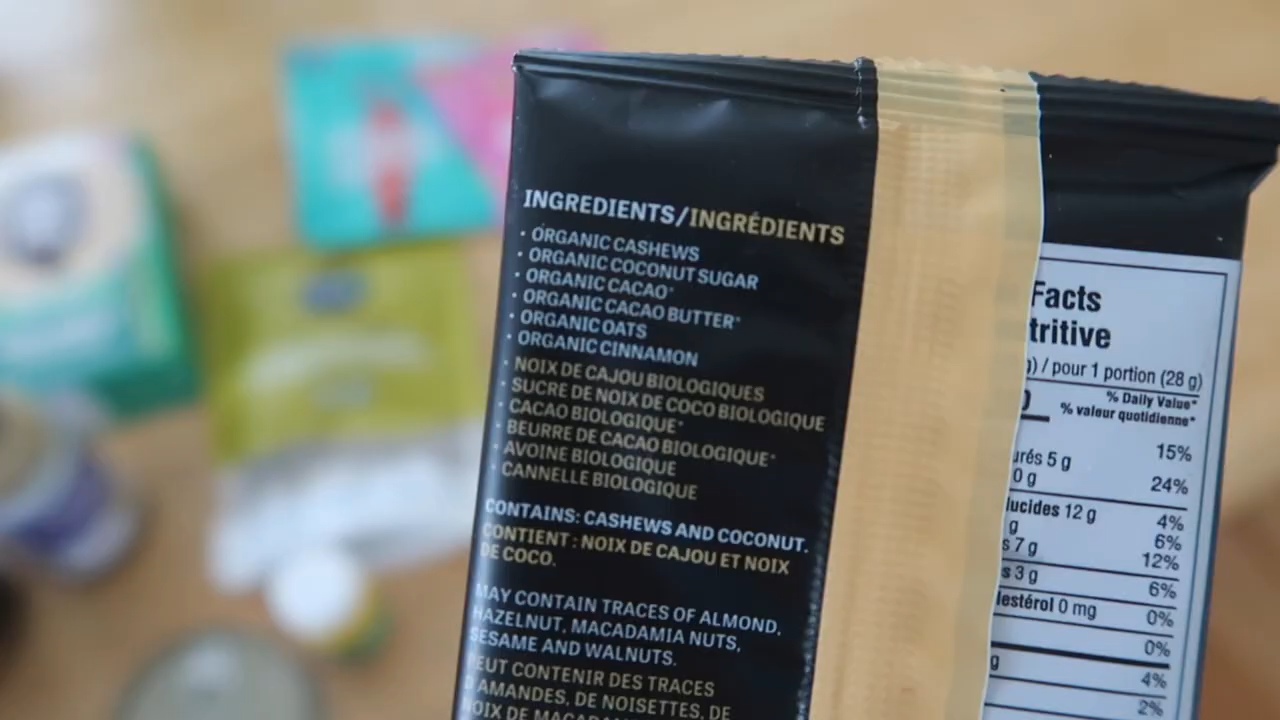 INGREDIENTS/INGRÉDIENTS
• ORGANIC CASHEWS
• ORGANIC COCONUT SUGAR
• ORGANIC CACAO*
• ORGANIC CACAO BUTTER*
• ORGANIC OATS
• ORGANIC CINNAMON
• NOIX DE CAJOU BIOLOGIQUES
• SUCRE DE NOIX DE COCO BIOLOGIQUE
• CACAO BIOLOGIQUE*
• BEURRE DE CACAO BIOLOGIQUE*
• AVOINE BIOLOGIQUE
• CANNELLE BIOLOGIQUE
CONTAINS: CASHEWS AND COCONUT.
CONTIENT : NOIX DE CAJOU ET NOIX
DE COCO.
MAY CONTAIN TRACES OF ALMOND,
HAZELNUT, MACADAMIA NUTS,
SESAME AND WALNUTS.
PEUT CONTENIR DES TRACES
D'AMANDES, DE NOISETTES, DE
NOIX DE MACADAM
Facts
tritive
g) / pour 1 portion (28 g)
% Daily Value*
% valeur quotidienne*
15%
urés 5 g
0 g
24%
lucides 12 g
4%
g
6%
s 7 g
12%
s 3 g
6%
lestérol 0 mg
0%
0%
g
4%
2%